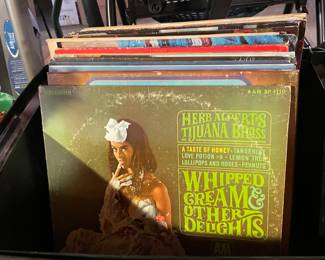 HERB ALPERT'S
TIJUANA BRASS
A TASTE OF HONEY • TANGERINE
LOVE POTION #9 • LEMON TREE
LOLLIPOPS AND ROSES • PEANUTS
WHIPPED
CREAM &
OTHER
DELIGHTS
A&M